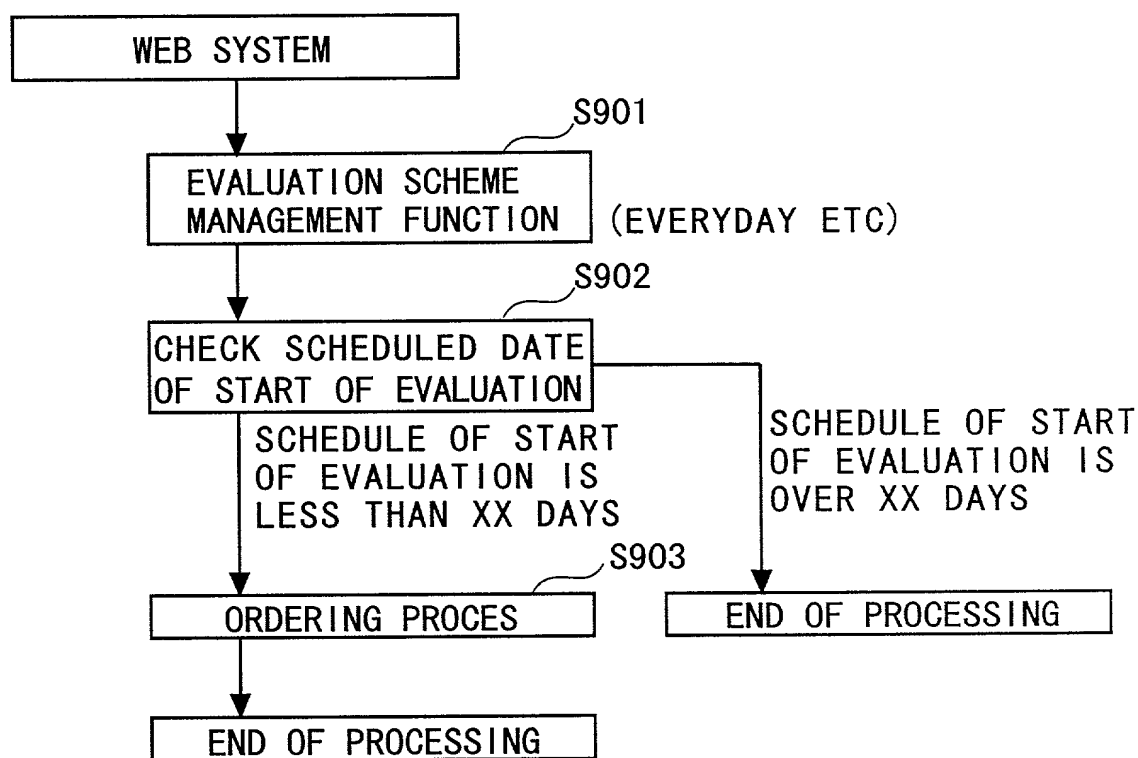 WEB SYSTEM
S901
EVALUATION SCHEME
MANAGEMENT FUNCTION
(EVERYDAY ETC)
S902
CHECK SCHEDULED DATE
OF START OF EVALUATION
SCHEDULE OF START
OF EVALUATION IS
LESS THAN XX DAYS
SCHEDULE OF START
OF EVALUATION IS
OVER XX DAYS
S903
ORDERING PROCES
END OF PROCESSING
END OF PROCESSING